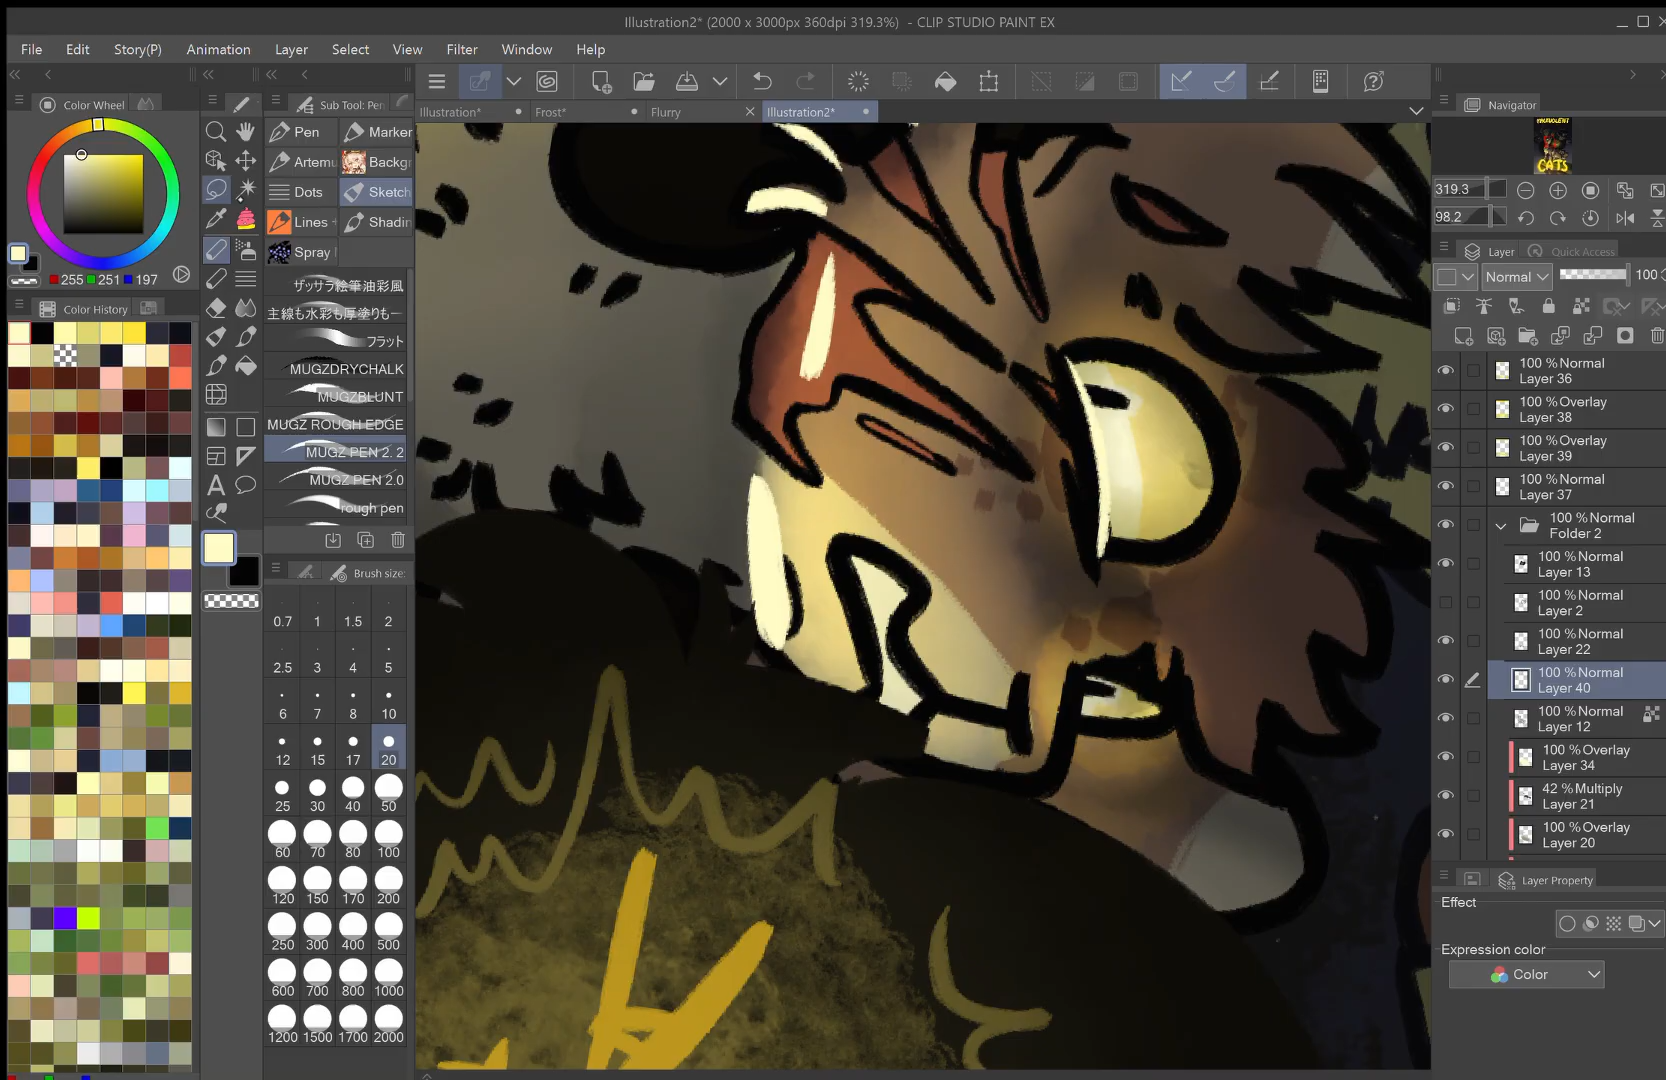 Illustration2* (2000 x 3000px 360dpi 319.3%) - CLIP STUDIO PAINT EX
File Edit Story(P) Animation Layer Select View Filter Window Help
Color Wheel
Sub Tool: Pen
Illustration*
Frost*
Flurry
Illustration2*
Navigator
Pen
Marker
Artemu
Backgr
Dots
Sketch
Lines
Shadin
Spray
255 251 197
Color History
ザッサラ絵筆油彩風
主線も水彩も厚塗りも一
フラット
MUGZDRYCHALK
MUGZBLUNT
MUGZ ROUGH EDGE
MUGZ PEN 2. 2
MUGZ PEN 2.0
rough pen
Brush size
0.7 1 1.5 2
2.5 3 4 5
6 7 8 10
12 15 17 20
25 30 40 50
60 70 80 100
120 150 170 200
250 300 400 500
600 700 800 1000
1200 1500 1700 2000
CATS
319.3
98.2
Layer
Quick Access
Normal
100
100 %Normal
Layer 36
100 %Overlay
Layer 38
100 %Overlay
Layer 39
100 %Normal
Layer 37
100 %Normal
Folder 2
100 %Normal
Layer 13
100 %Normal
Layer 2
100 %Normal
Layer 22
100 %Normal
Layer 40
100 %Normal
Layer 12
100 %Overlay
Layer 34
42 %Multiply
Layer 21
100 %Overlay
Layer 20
Layer Property
Effect
Expression color
Color